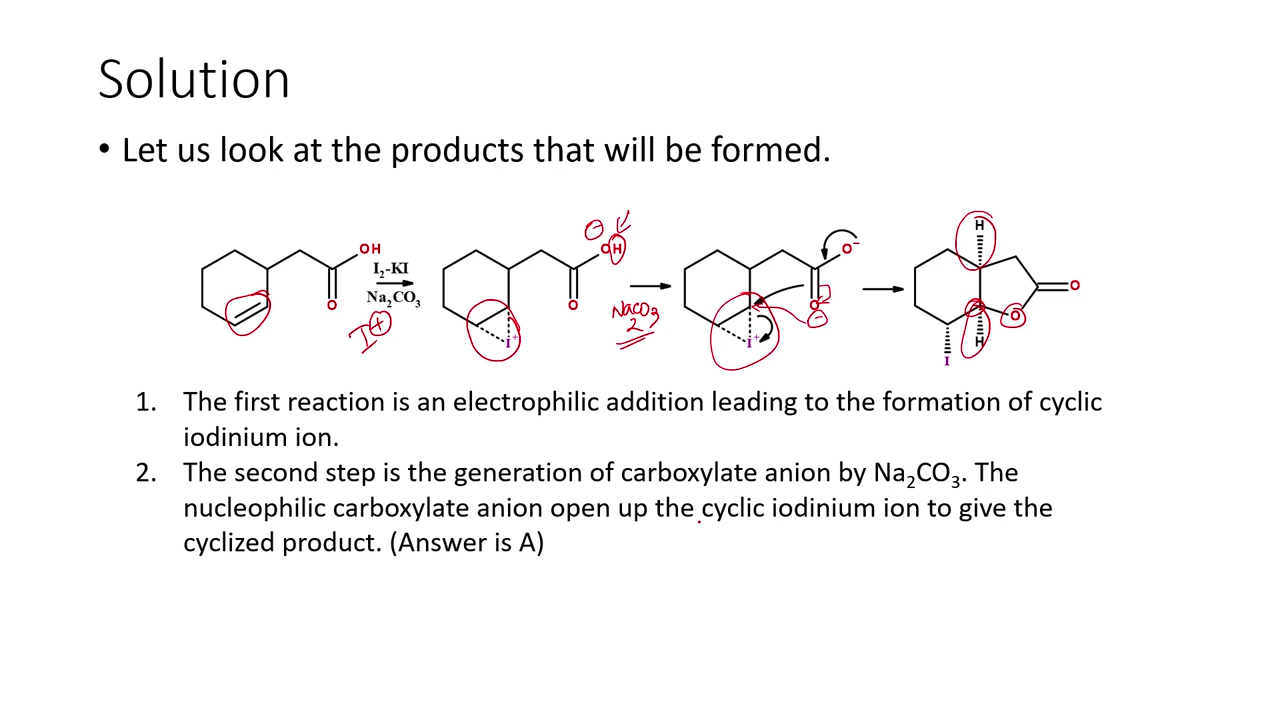 Solution
• Let us look at the products that will be formed.
OH
O
I₂-KI
Na₂CO₃
I⊕
⊖
OH
O
I⁺
NaCO₃
2
O⁻
O
⊖
I⁺
H
O
O
H
I
1. The first reaction is an electrophilic addition leading to the formation of cyclic
iodinium ion.
2. The second step is the generation of carboxylate anion by Na₂CO₃. The
nucleophilic carboxylate anion open up the cyclic iodinium ion to give the
cyclized product. (Answer is A)